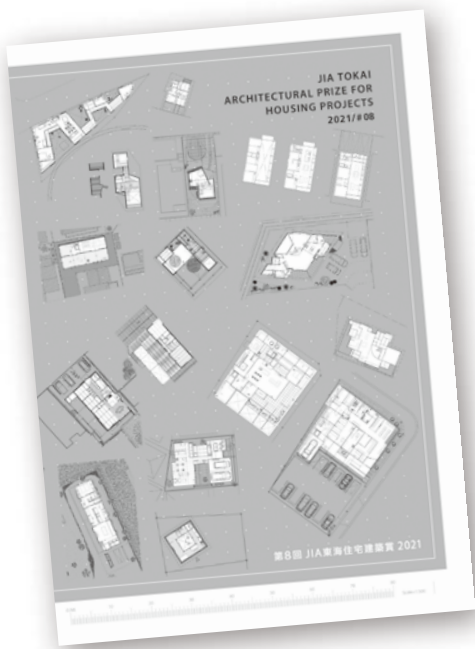 JIA TOKAI
ARCHITECTURAL PRIZE FOR
HOUSING PROJECTS
2021/#08
第8回 JIA東海住宅建築賞 2021